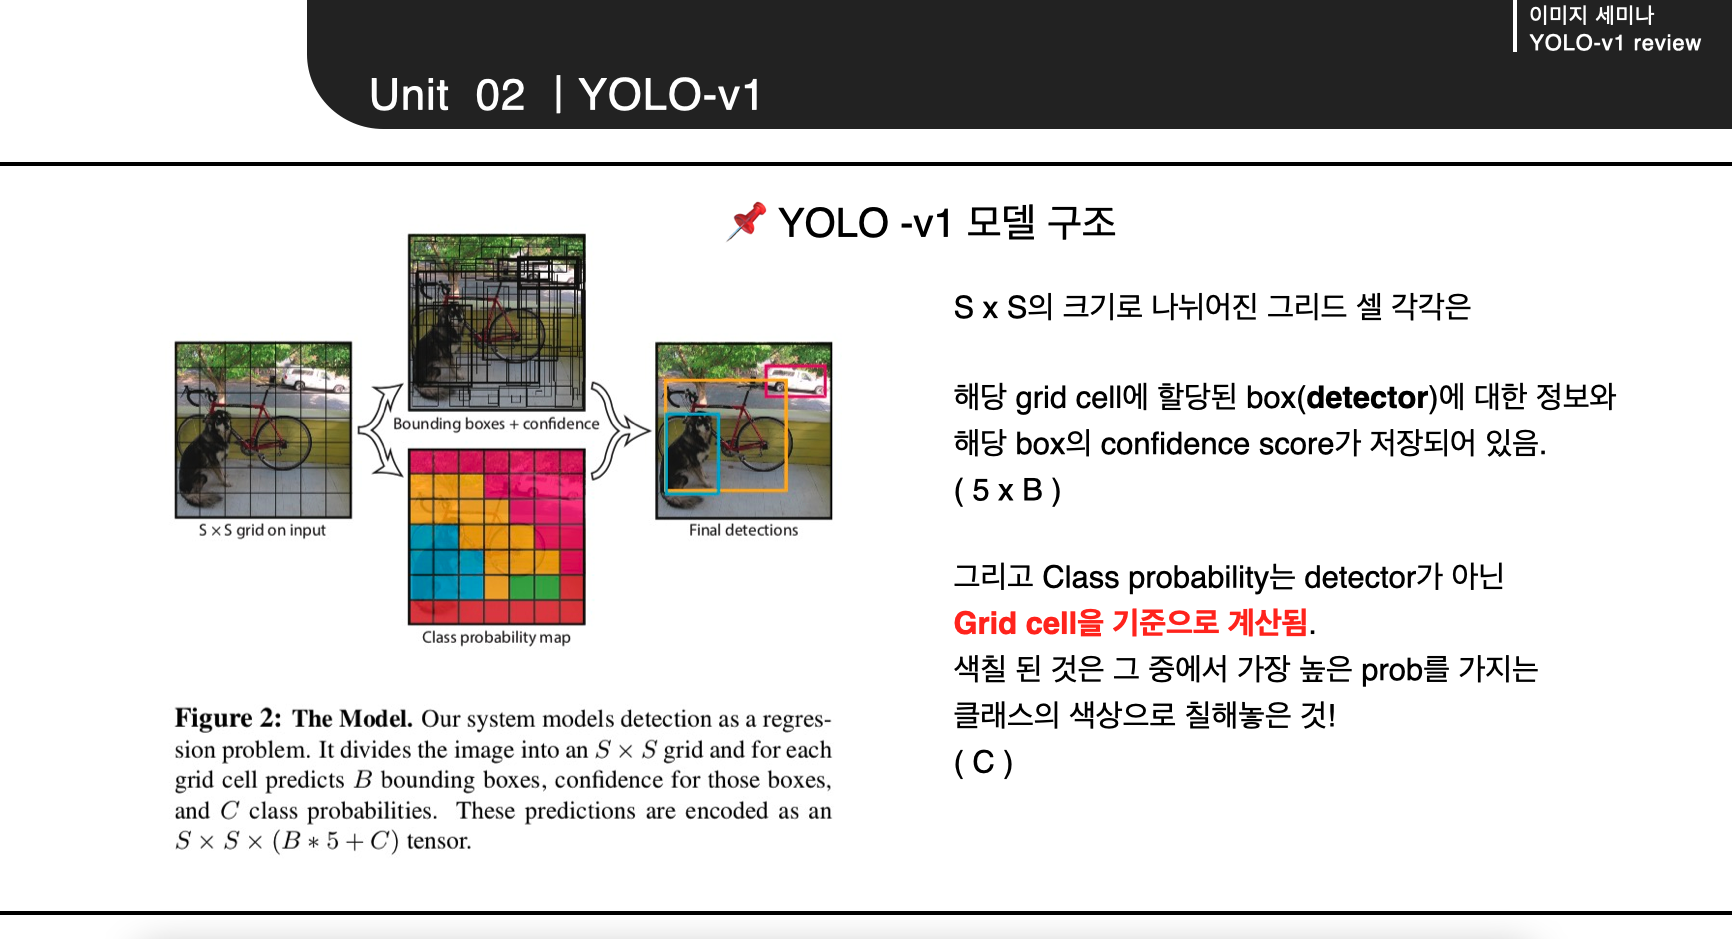 이미지 세미나
YOLO-v1 review
Unit 02 | YOLO-v1
📌 YOLO -v1 모델 구조
S × S grid on input
Bounding boxes + confidence
Class probability map
Final detections
Figure 2: The Model. Our system models detection as a regres-
sion problem. It divides the image into an S × S grid and for each
grid cell predicts B bounding boxes, confidence for those boxes,
and C class probabilities. These predictions are encoded as an
S × S × (B ∗ 5 + C) tensor.
S x S의 크기로 나뉘어진 그리드 셀 각각은
해당 grid cell에 할당된 box(detector)에 대한 정보와
해당 box의 confidence score가 저장되어 있음.
( 5 x B )
그리고 Class probability는 detector가 아닌
Grid cell을 기준으로 계산됨.
색칠 된 것은 그 중에서 가장 높은 prob를 가지는
클래스의 색상으로 칠해놓은 것!
( C )